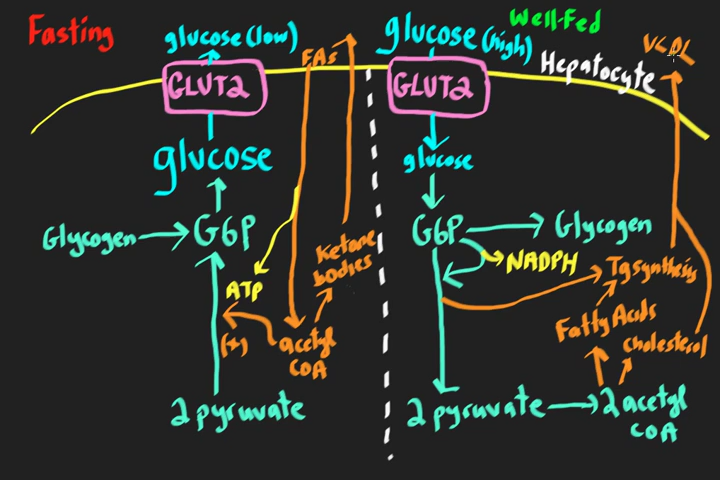 Fasting
glucose (low)
FAs
GLUT2
glucose
Glycogen
G6P
ATP
Ketone
bodies
(+)
acetyl
COA
2 pyruvate
Well-Fed
glucose (high)
Hepatocyte
VLDL
GLUT2
glucose
G6P
Glycogen
NADPH
Tg synthesis
Fatty Acids
cholesterol
2 pyruvate
2 acetyl
COA